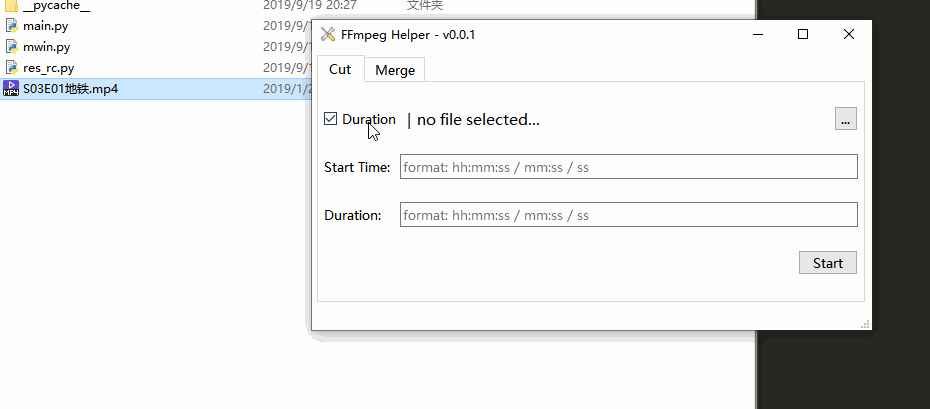 __pycache__ 2019/9/19 20:27 文件夹
main.py 2019/9/1
mwin.py 2019/9/1
res_rc.py 2019/9/1
S03E01地铁.mp4 2019/1/2
FFmpeg Helper - v0.0.1
Cut Merge
Duration | no file selected... ...
Start Time: format: hh:mm:ss / mm:ss / ss
Duration: format: hh:mm:ss / mm:ss / ss
Start